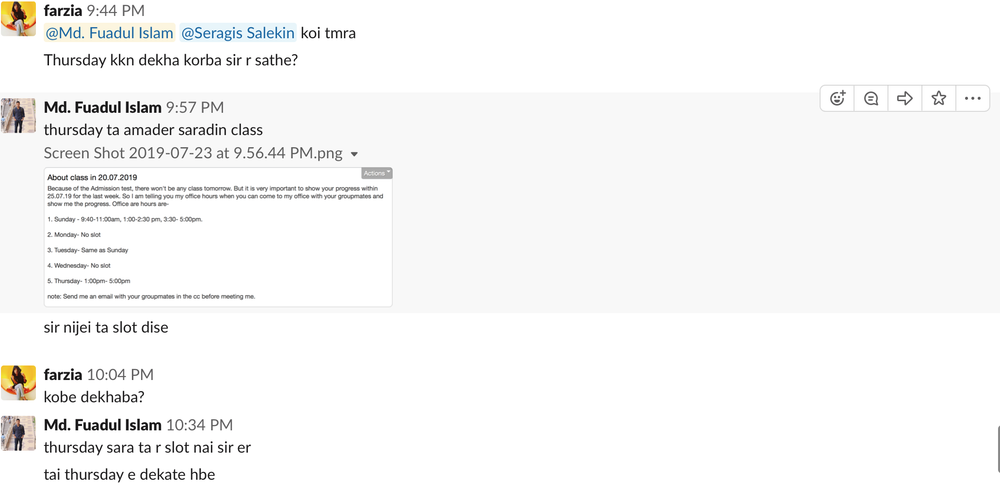 farzia 9:44 PM
@Md. Fuadul Islam @Seragis Salekin koi tmra
Thursday kkn dekha korba sir r sathe?
Md. Fuadul Islam 9:57 PM
thursday ta amader saradin class
Screen Shot 2019-07-23 at 9.56.44 PM.png
Actions
About class in 20.07.2019
Because of the Admission test, there won't be any class tomorrow. But it is very important to show your progress within
25.07.19 for the last week. So I am telling you my office hours when you can come to my office with your groupmates and
show me the progress. Office are hours are-
1. Sunday - 9:40-11:00am, 1:00-2:30 pm, 3:30- 5:00pm.
2. Monday- No slot
3. Tuesday- Same as Sunday
4. Wednesday- No slot
5. Thursday- 1:00pm- 5:00pm
note: Send me an email with your groupmates in the cc before meeting me.
sir nijei ta slot dise
farzia 10:04 PM
kobe dekhaba?
Md. Fuadul Islam 10:34 PM
thursday sara ta r slot nai sir er
tai thursday e dekate hbe